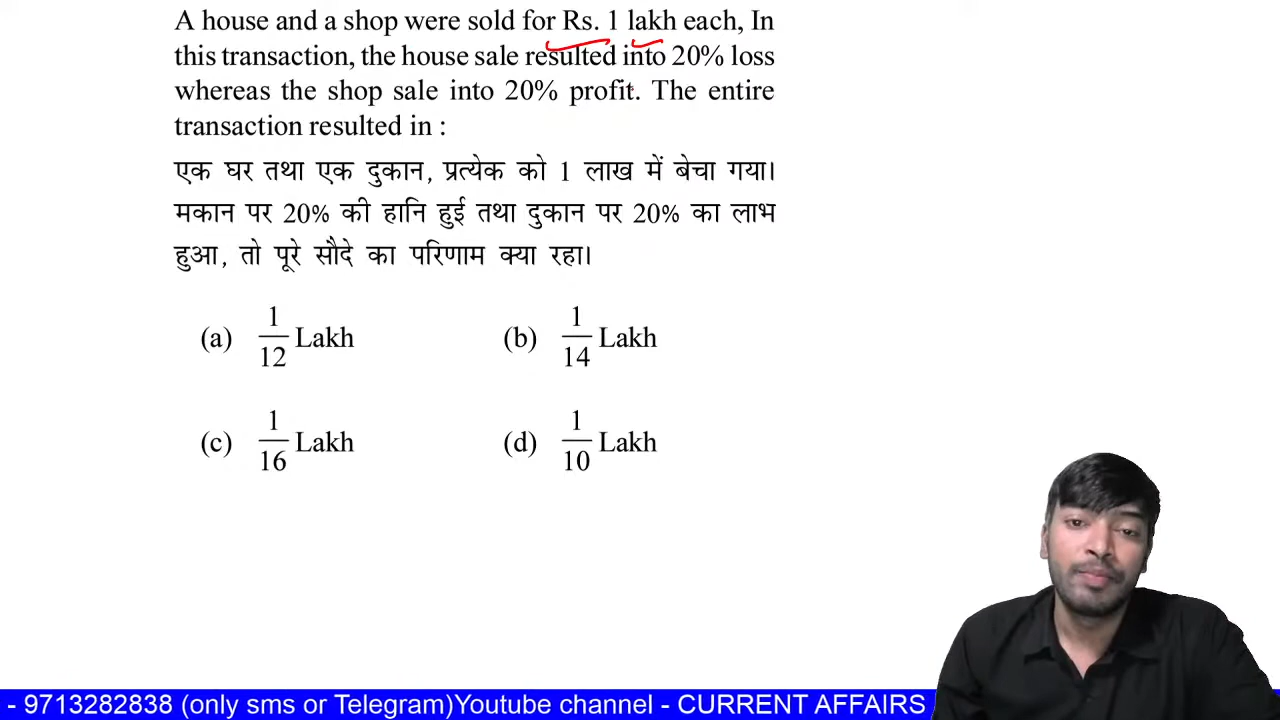 A house and a shop were sold for Rs. 1 lakh each, In
this transaction, the house sale resulted into 20% loss
whereas the shop sale into 20% profit. The entire
transaction resulted in :
एक घर तथा एक दुकान, प्रत्येक को 1 लाख में बेचा गया।
मकान पर 20% की हानि हुई तथा दुकान पर 20% का लाभ
हुआ, तो पूरे सौदे का परिणाम क्या रहा।
(a) 1/12 Lakh (b) 1/14 Lakh
(c) 1/16 Lakh (d) 1/10 Lakh
- 9713282838 (only sms or Telegram)Youtube channel - CURRENT AFFAIRS